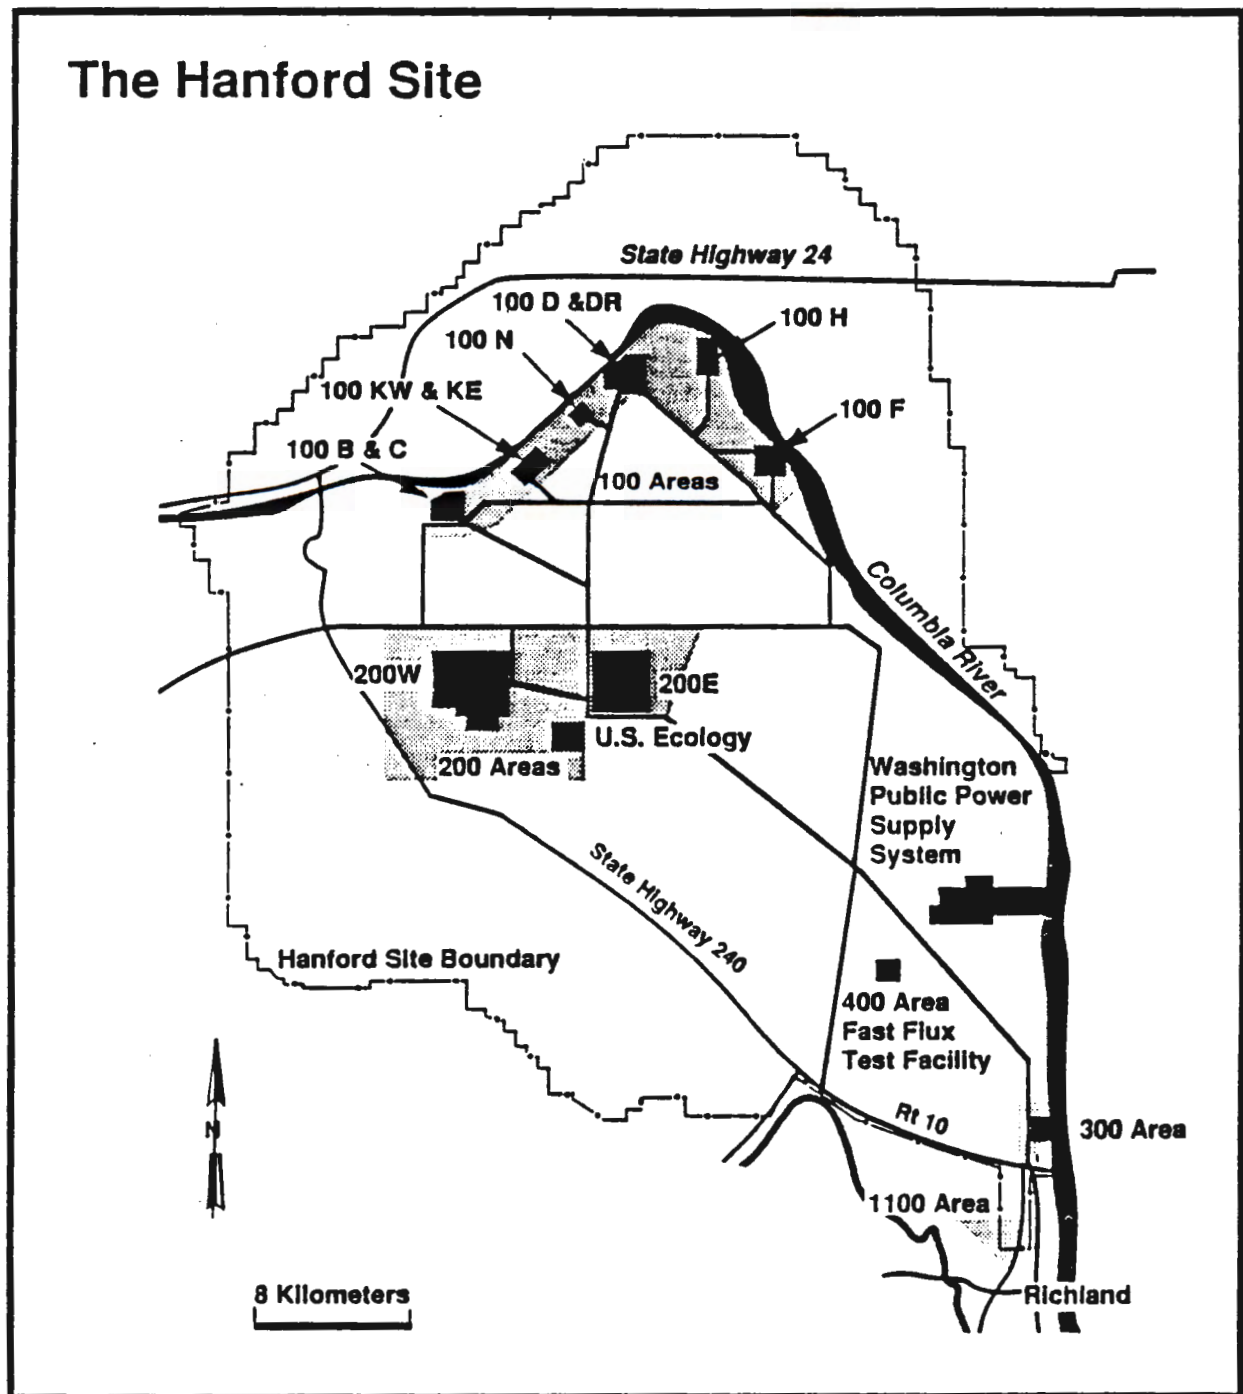 The Hanford Site
State Highway 24
100 D &DR
100 H
100 N
100 KW & KE
100 F
100 B & C
100 Areas
Columbia River
200W
200E
U.S. Ecology
200 Areas
Washington
Public Power
Supply
System
State Highway 240
Hanford Site Boundary
400 Area
Fast Flux
Test Facility
N
Rt 10
300 Area
1100 Area
8 Kilometers
Richland